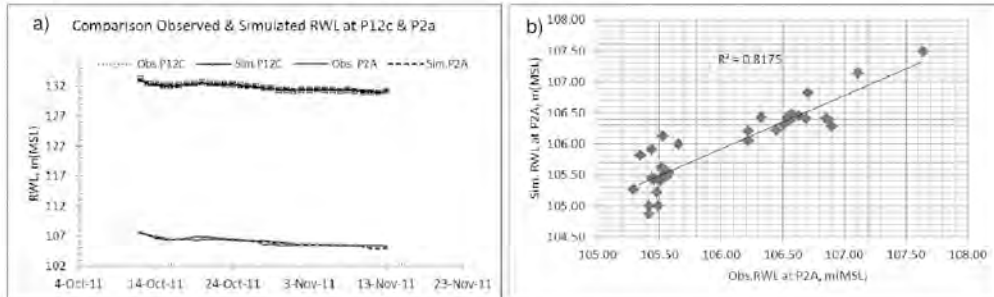 a) Comparison Observed & Simulated RWL at P12c & P2a
Obs.P12C Sim.P12C Obs.P2A Sim.P2A
RWL, m(MSL)
132
127
122
117
112
107
102
4-Oct-11 14-Oct-11 24-Oct-11 3-Nov-11 13-Nov-11 23-Nov-11
b)
R² = 0.8175
Sim. RWL at P2A, m(MSL)
108.00
107.50
107.00
106.50
106.00
105.50
105.00
104.50
105.00 105.50 106.00 106.50 107.00 107.50 108.00
Obs.RWL at P2A, m(MSL)